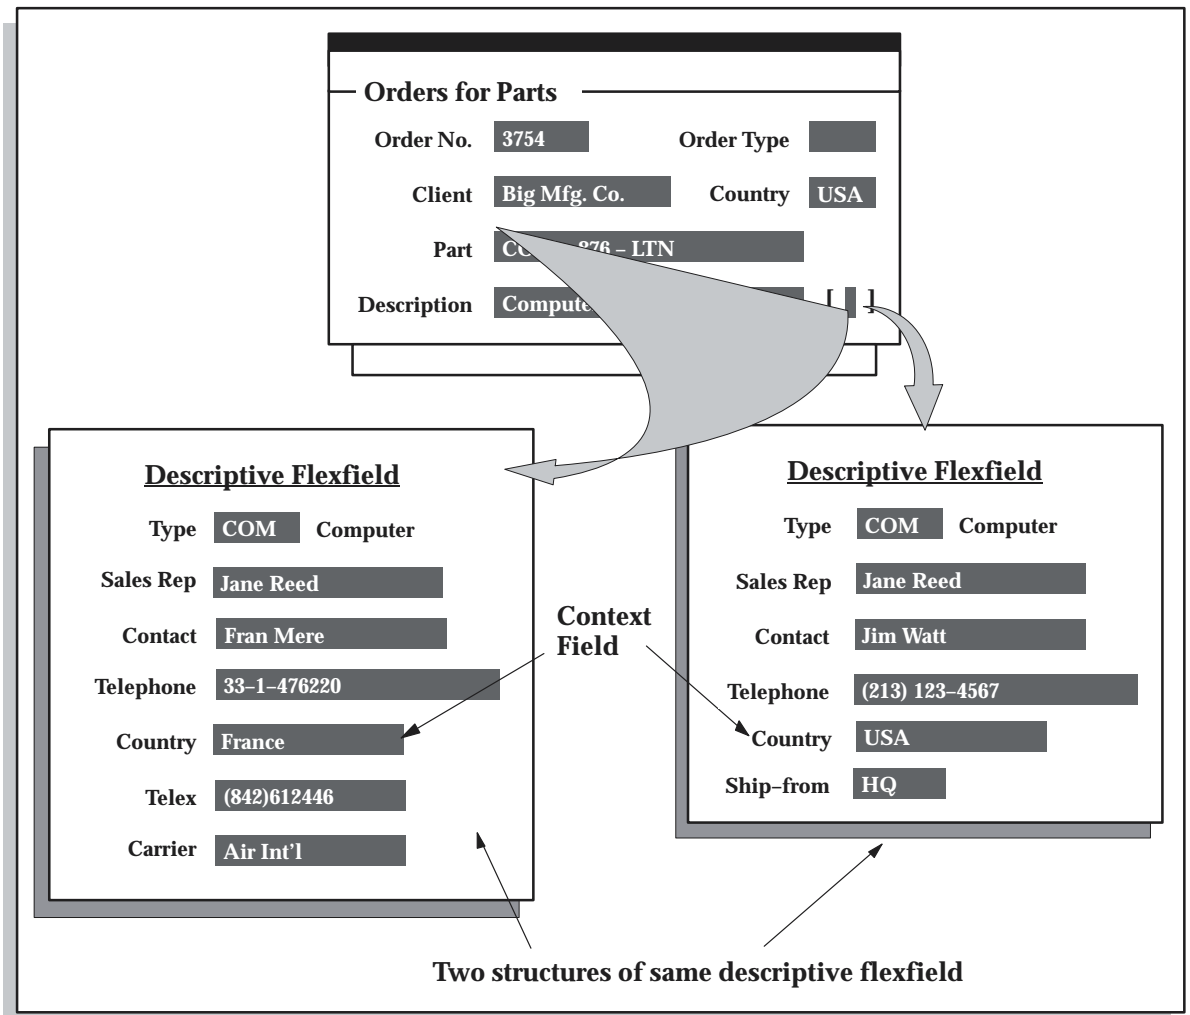 Orders for Parts
Order No. 3754 Order Type
Client Big Mfg. Co. Country USA
Part 876 – LTN
Description Compute [ ]
Descriptive Flexfield
Type COM Computer
Sales Rep Jane Reed
Contact Fran Mere
Telephone 33–1–476220
Country France
Telex (842)612446
Carrier Air Int'l
Context
Field
Descriptive Flexfield
Type COM Computer
Sales Rep Jane Reed
Contact Jim Watt
Telephone (213) 123–4567
Country USA
Ship–from HQ
Two structures of same descriptive flexfield